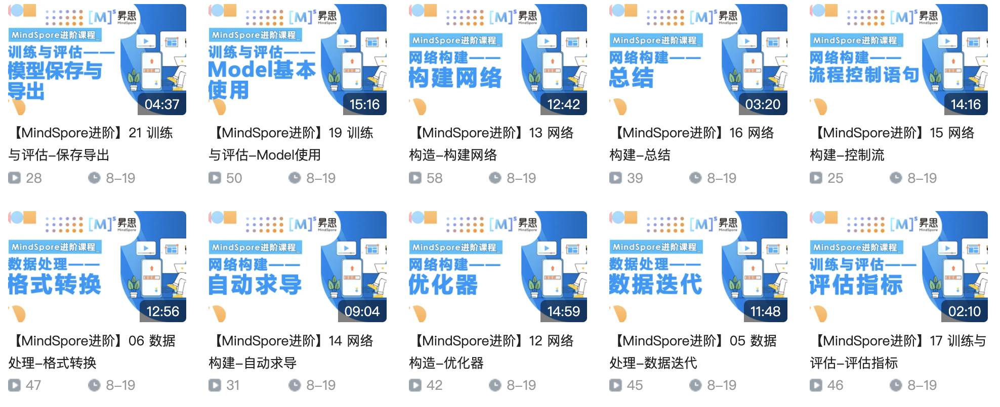 [M]s 昇思
MindSpore
MindSpore进阶课程_
训练与评估——
模型保存与
导出
04:37
【MindSpore进阶】21 训练
与评估-保存导出
28 8-19
[M]s 昇思
MindSpore
MindSpore进阶课程_
训练与评估——
Model基本
使用
15:16
【MindSpore进阶】19 训练
与评估-Model使用
50 8-19
[M]s 昇思
MindSpore
MindSpore进阶课程_
网络构建——
构建网络
12:42
【MindSpore进阶】13 网络
构造-构建网络
58 8-19
[M]s 昇思
MindSpore
MindSpore进阶课程_
网络构建——
总结
03:20
【MindSpore进阶】16 网络
构建-总结
39 8-19
[M]s 昇思
MindSpore
MindSpore进阶课程_
网络构建——
流程控制语句
14:16
【MindSpore进阶】15 网络
构建-控制流
25 8-19
[M]s 昇思
MindSpore
MindSpore进阶课程_
数据处理——
格式转换
12:56
【MindSpore进阶】06 数据
处理-格式转换
47 8-19
[M]s 昇思
MindSpore
MindSpore进阶课程_
网络构建——
自动求导
09:04
【MindSpore进阶】14 网络
构建-自动求导
31 8-19
[M]s 昇思
MindSpore
MindSpore进阶课程_
网络构建——
优化器
14:59
【MindSpore进阶】12 网络
构造-优化器
42 8-19
[M]s 昇思
MindSpore
MindSpore进阶课程_
数据处理——
数据迭代
11:48
【MindSpore进阶】05 数据
处理-数据迭代
45 8-19
[M]s 昇思
MindSpore
MindSpore进阶课程_
训练与评估——
评估指标
02:10
【MindSpore进阶】17 训练与
评估-评估指标
46 8-19